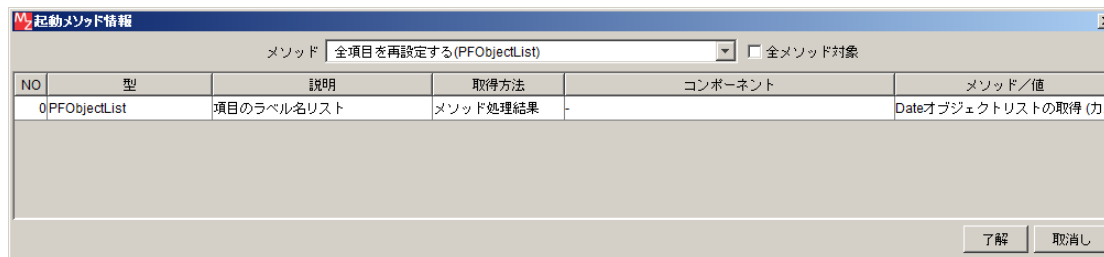 起動メソッド情報
メソッド 全項目を再設定する(PFObjectList) 全メソッド対象
NO 型 説明 取得方法 コンポーネント メソッド／値
0 PFObjectList 項目のラベル名リスト メソッド処理結果 - Dateオブジェクトリストの取得 (カ
了解 取消し